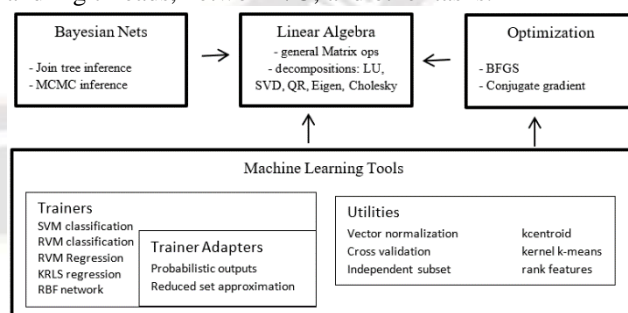 Bayesian Nets
- Join tree inference
- MCMC inference
Linear Algebra
- general Matrix ops
- decompositions: LU,
SVD, QR, Eigen, Cholesky
Optimization
- BFGS
- Conjugate gradient
Machine Learning Tools
Trainers
SVM classification
RVM classification
RVM Regression
KRLS regression
RBF network
Trainer Adapters
Probabilistic outputs
Reduced set approximation
Utilities
Vector normalization
Cross validation
Independent subset
kcentroid
kernel k-means
rank features